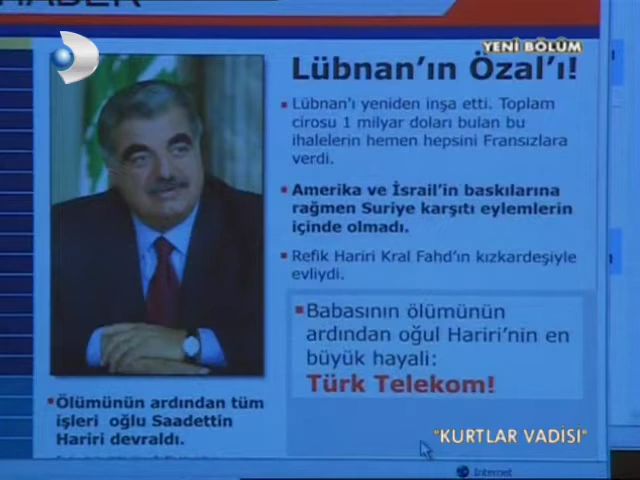 HABER
YENİ BÖLÜM
Lübnan'ın Özal'ı!
Lübnan'ı yeniden inşa etti. Toplam
cirosu 1 milyar doları bulan bu
ihalelerin hemen hepsini Fransızlara
verdi.
Amerika ve İsrail'in baskılarına
rağmen Suriye karşıtı eylemlerin
içinde olmadı.
Refik Hariri Kral Fahd'ın kızkardeşiyle
evliydi.
Babasının ölümünün
ardından oğul Hariri'nin en
büyük hayali:
Türk Telekom!
Ölümünün ardından tüm
işleri oğlu Saadettin
Hariri devraldı.
"KURTLAR VADİSİ"
Internet